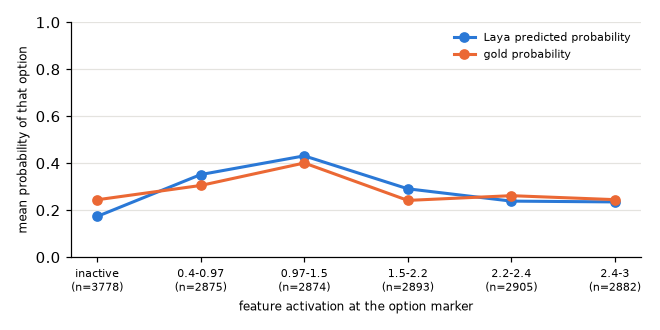 1.0
0.8
0.6
0.4
0.2
0.0
mean probability of that option
Laya predicted probability
gold probability
inactive (n=3778)
0.4-0.97 (n=2875)
0.97-1.5 (n=2874)
1.5-2.2 (n=2893)
2.2-2.4 (n=2905)
2.4-3 (n=2882)
feature activation at the option marker